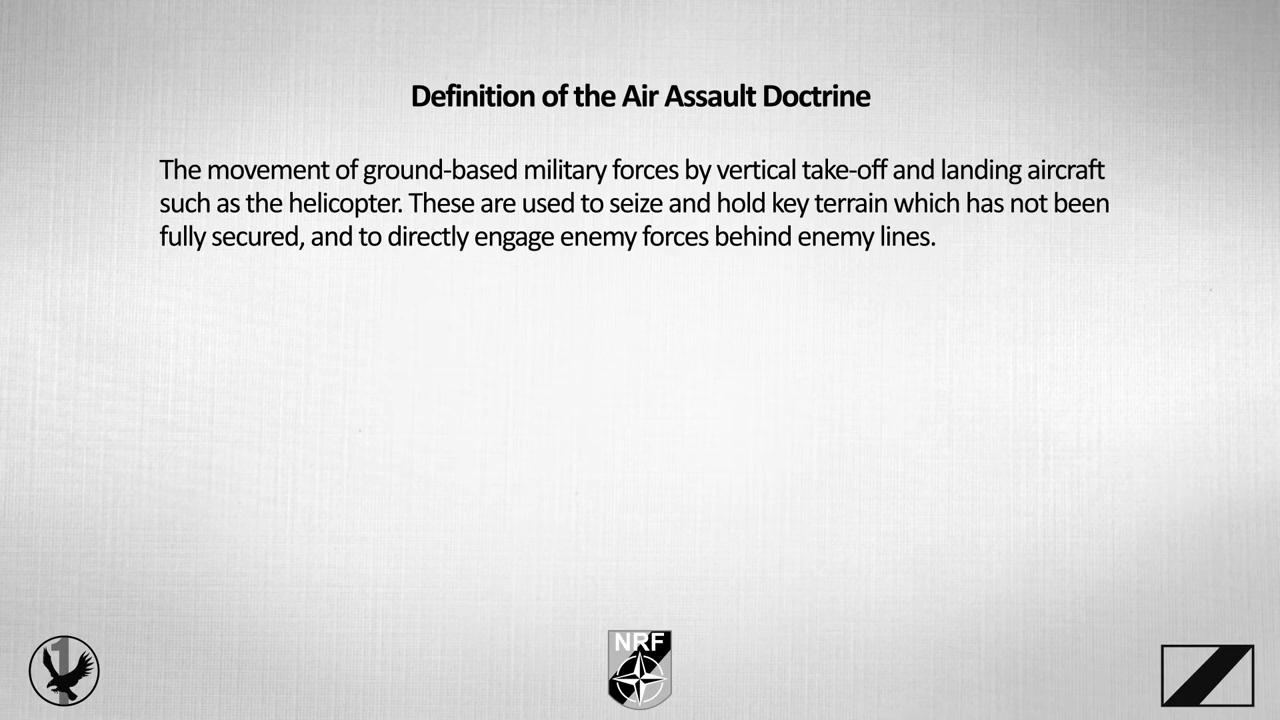 Definition of the Air Assault Doctrine
The movement of ground-based military forces by vertical take-off and landing aircraft
such as the helicopter. These are used to seize and hold key terrain which has not been
fully secured, and to directly engage enemy forces behind enemy lines.
1
NRF